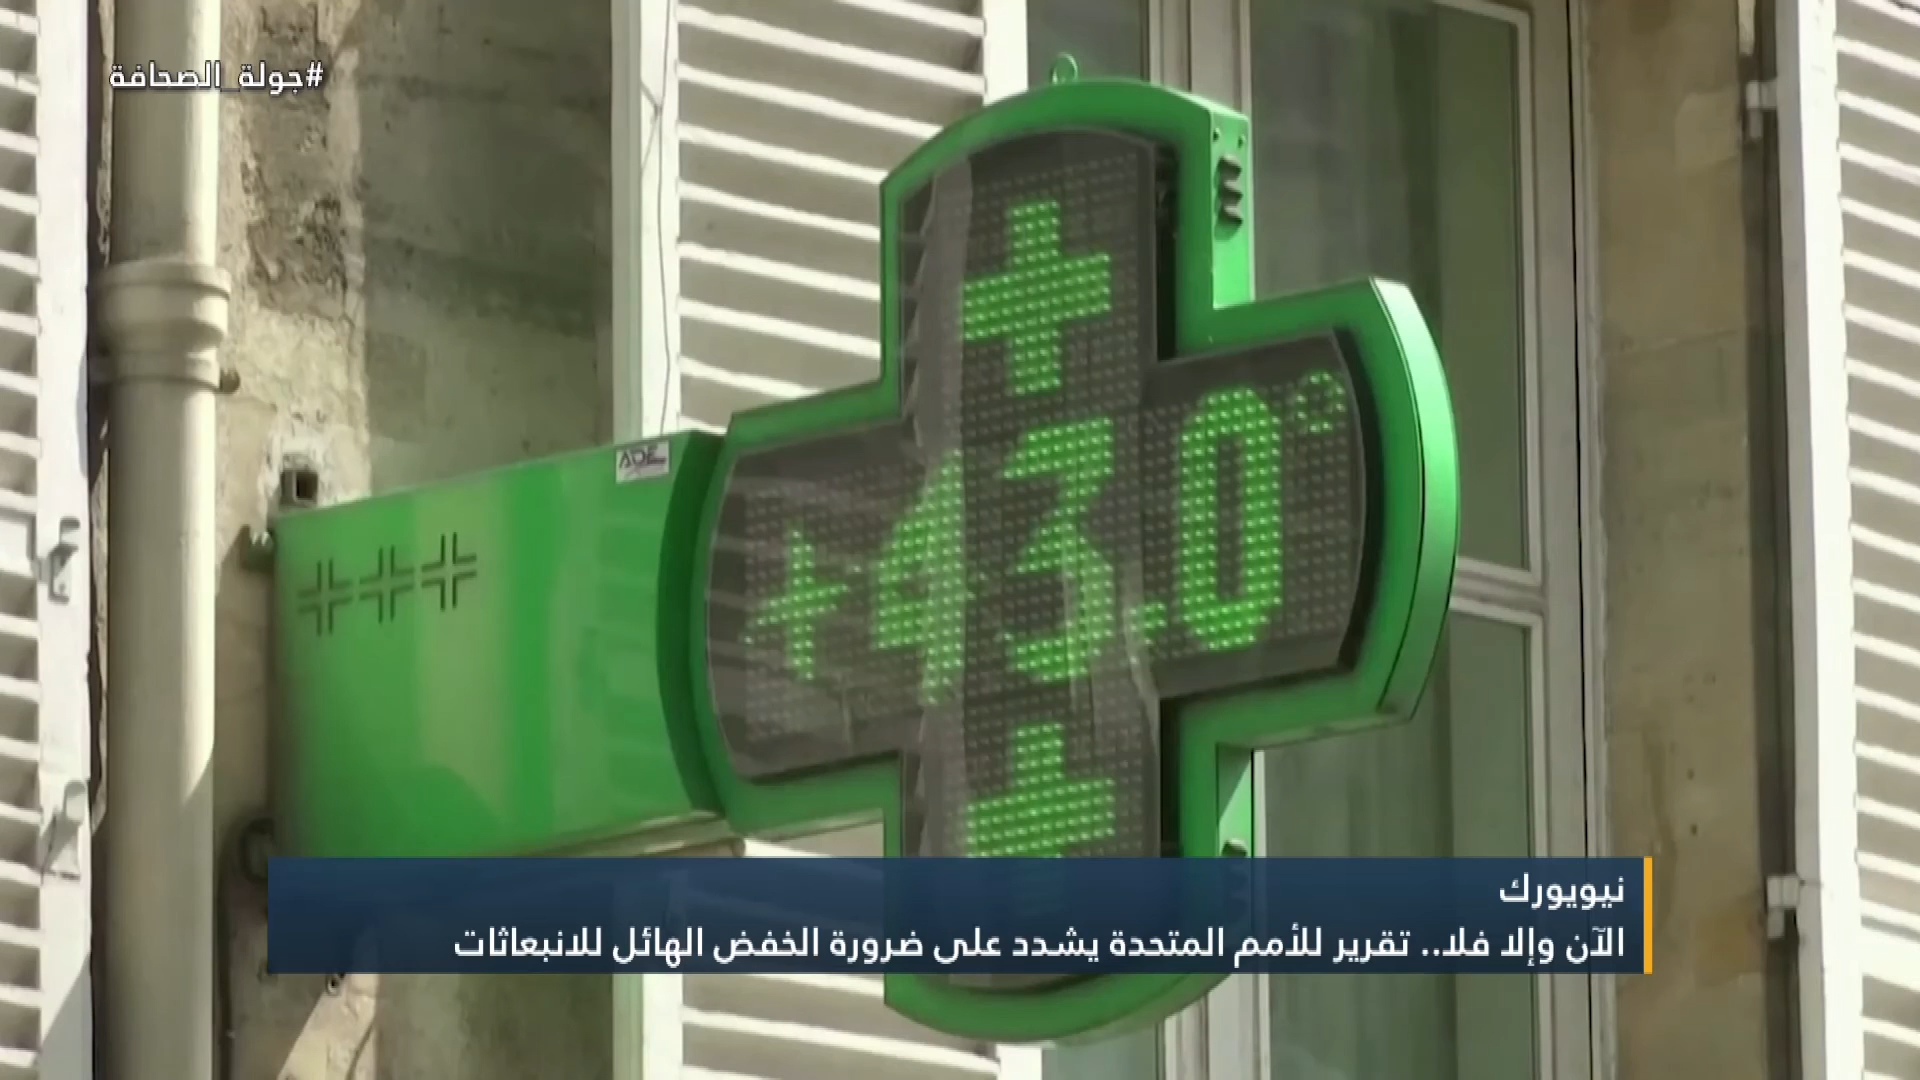 #جولة_الصحافة
ADE
+43.0°
نيويورك
الآن وإلا فلا.. تقرير للأمم المتحدة يشدد على ضرورة الخفض الهائل للانبعاثات